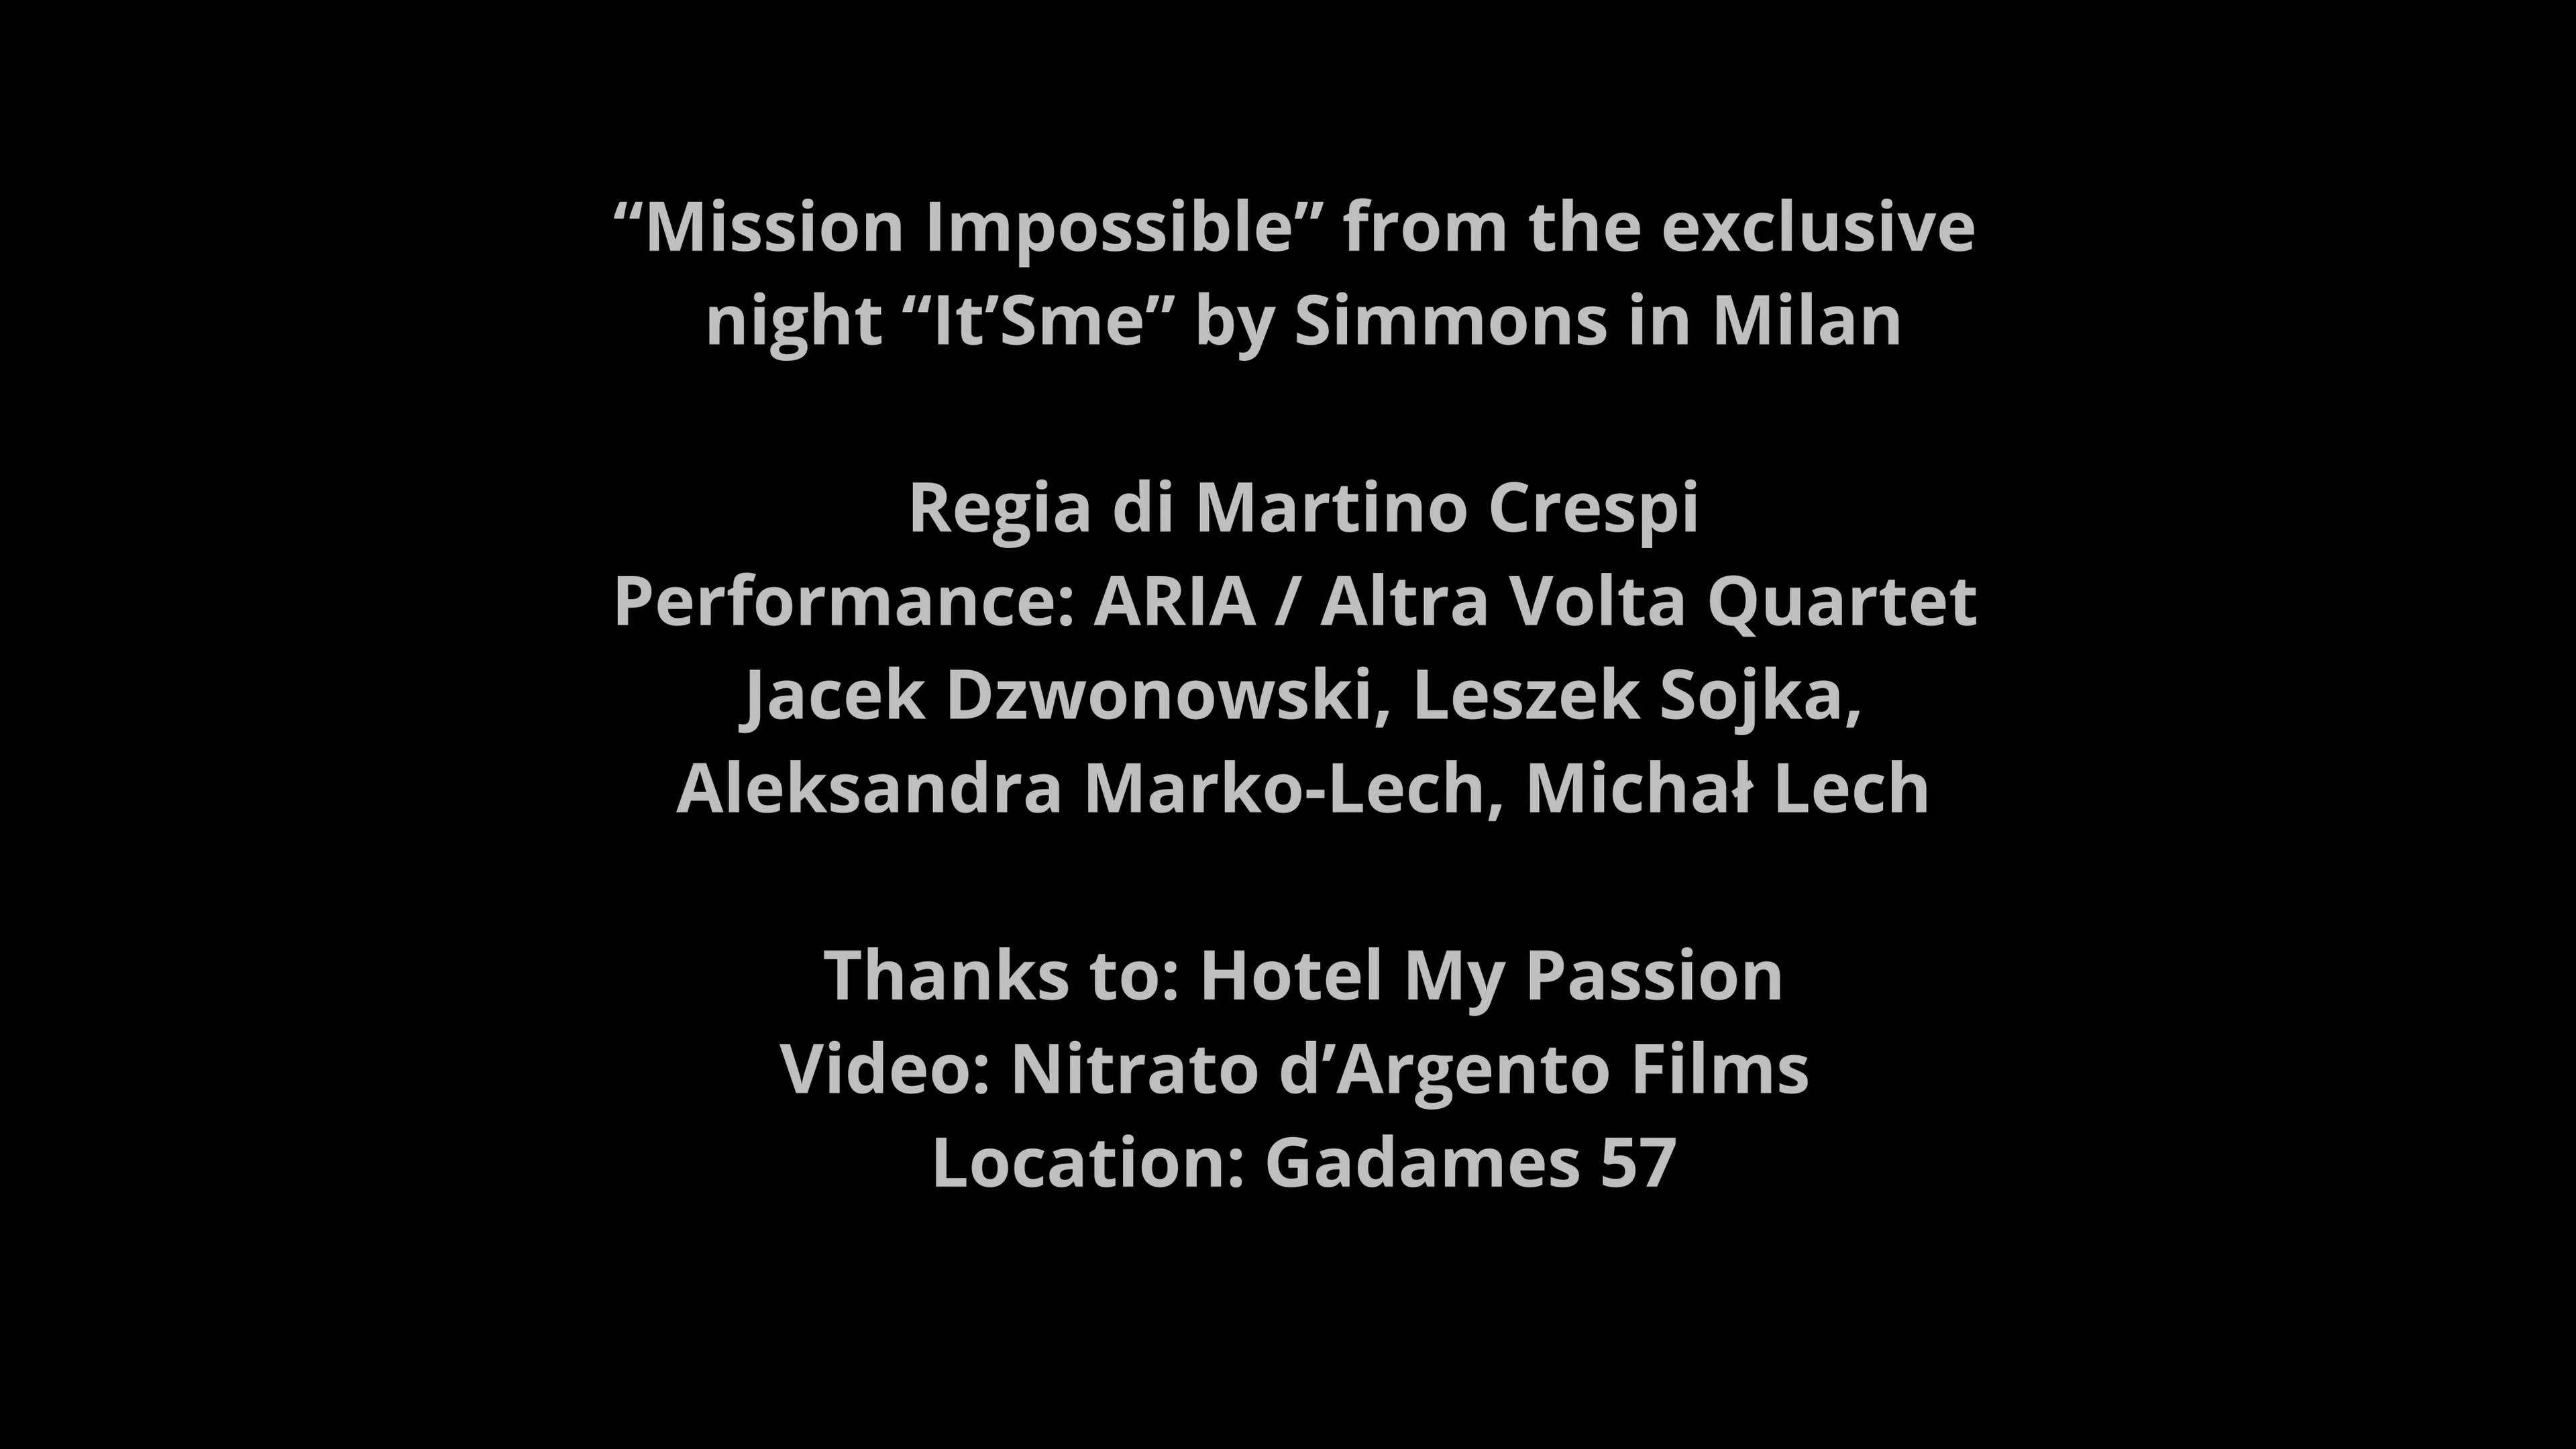 “Mission Impossible” from the exclusive
night “It’Sme” by Simmons in Milan
Regia di Martino Crespi
Performance: ARIA / Altra Volta Quartet
Jacek Dzwonowski, Leszek Sojka,
Aleksandra Marko-Lech, Michał Lech
Thanks to: Hotel My Passion
Video: Nitrato d’Argento Films
Location: Gadames 57